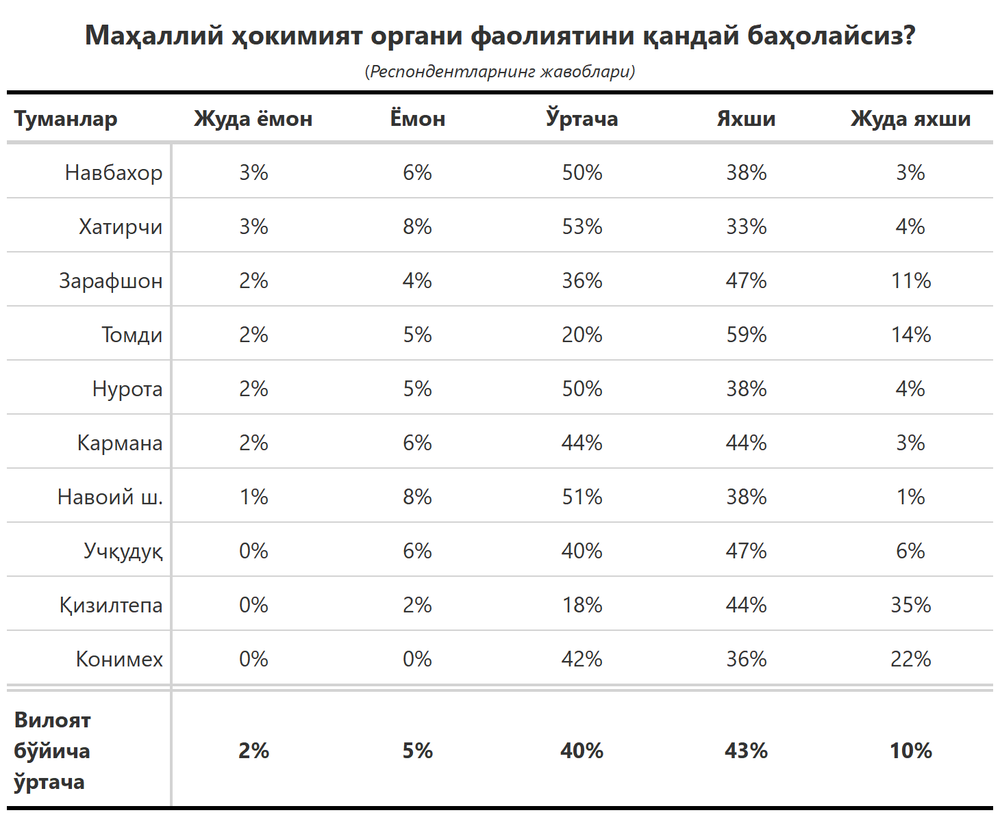 Маҳаллий ҳокимият органи фаолиятини қандай баҳолайсиз?
(Респондентларнинг жавоблари)
Туманлар Жуда ёмон Ёмон Ўртача Яхши Жуда яхши
Навбахор 3% 6% 50% 38% 3%
Хатирчи 3% 8% 53% 33% 4%
Зарафшон 2% 4% 36% 47% 11%
Томди 2% 5% 20% 59% 14%
Нурота 2% 5% 50% 38% 4%
Кармана 2% 6% 44% 44% 3%
Навоий ш. 1% 8% 51% 38% 1%
Учқудуқ 0% 6% 40% 47% 6%
Қизилтепа 0% 2% 18% 44% 35%
Конимех 0% 0% 42% 36% 22%
Вилоят
бўйича 2% 5% 40% 43% 10%
ўртача